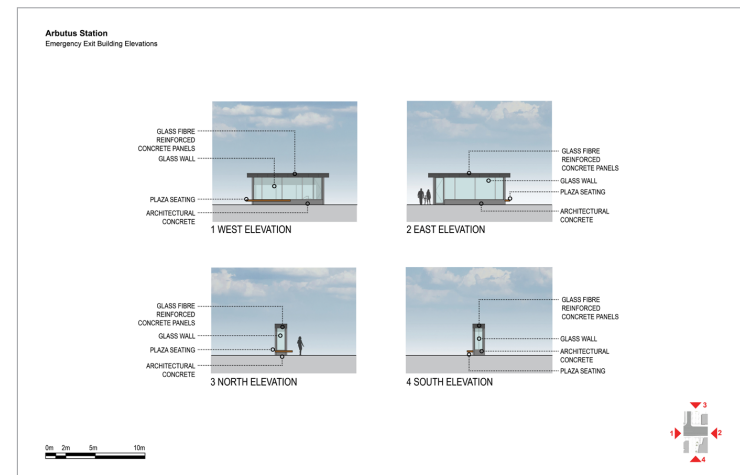 Arbutus Station
Emergency Exit Building Elevations
GLASS FIBRE
REINFORCED
CONCRETE PANELS
GLASS WALL
PLAZA SEATING
ARCHITECTURAL
CONCRETE
1 WEST ELEVATION
GLASS FIBRE
REINFORCED
CONCRETE PANELS
GLASS WALL
PLAZA SEATING
ARCHITECTURAL
CONCRETE
2 EAST ELEVATION
GLASS FIBRE
REINFORCED
CONCRETE PANELS
GLASS WALL
PLAZA SEATING
ARCHITECTURAL
CONCRETE
3 NORTH ELEVATION
GLASS FIBRE
REINFORCED
CONCRETE PANELS
GLASS WALL
ARCHITECTURAL
CONCRETE
PLAZA SEATING
4 SOUTH ELEVATION
3
1 2
4
0m 2m 5m 10m